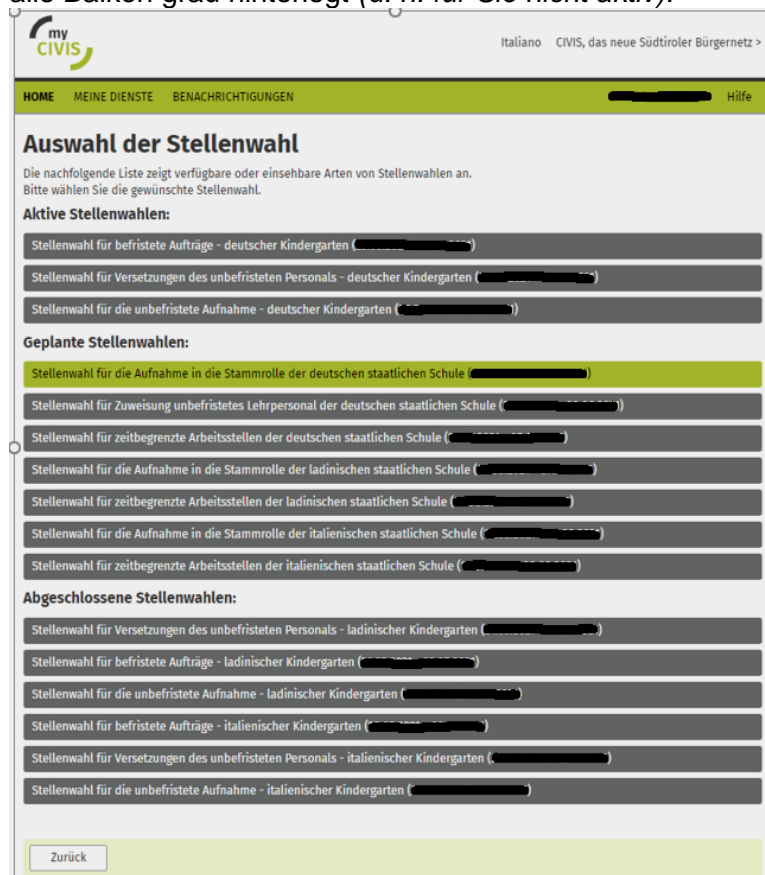 alle Balken grau hinterlegt (d. h. für Sie nicht aktiv).
my
CIVIS
Italiano CIVIS, das neue Südtiroler Bürgernetz >
HOME MEINE DIENSTE BENACHRICHTIGUNGEN Hilfe
Auswahl der Stellenwahl
Die nachfolgende Liste zeigt verfügbare oder einsehbare Arten von Stellenwahlen an.
Bitte wählen Sie die gewünschte Stellenwahl.
Aktive Stellenwahlen:
Stellenwahl für befristete Aufträge - deutscher Kindergarten ( )
Stellenwahl für Versetzungen des unbefristeten Personals - deutscher Kindergarten ( )
Stellenwahl für die unbefristete Aufnahme - deutscher Kindergarten ( )
Geplante Stellenwahlen:
Stellenwahl für die Aufnahme in die Stammrolle der deutschen staatlichen Schule ( )
Stellenwahl für Zuweisung unbefristetes Lehrpersonal der deutschen staatlichen Schule ( )
Stellenwahl für zeitbegrenzte Arbeitsstellen der deutschen staatlichen Schule ( )
Stellenwahl für die Aufnahme in die Stammrolle der ladinischen staatlichen Schule ( )
Stellenwahl für zeitbegrenzte Arbeitsstellen der ladinischen staatlichen Schule ( )
Stellenwahl für die Aufnahme in die Stammrolle der italienischen staatlichen Schule ( )
Stellenwahl für zeitbegrenzte Arbeitsstellen der italienischen staatlichen Schule ( )
Abgeschlossene Stellenwahlen:
Stellenwahl für Versetzungen des unbefristeten Personals - ladinischer Kindergarten ( )
Stellenwahl für befristete Aufträge - ladinischer Kindergarten ( )
Stellenwahl für die unbefristete Aufnahme - ladinischer Kindergarten ( )
Stellenwahl für befristete Aufträge - italienischer Kindergarten ( )
Stellenwahl für Versetzungen des unbefristeten Personals - italienischer Kindergarten ( )
Stellenwahl für die unbefristete Aufnahme - italienischer Kindergarten ( )
Zurück